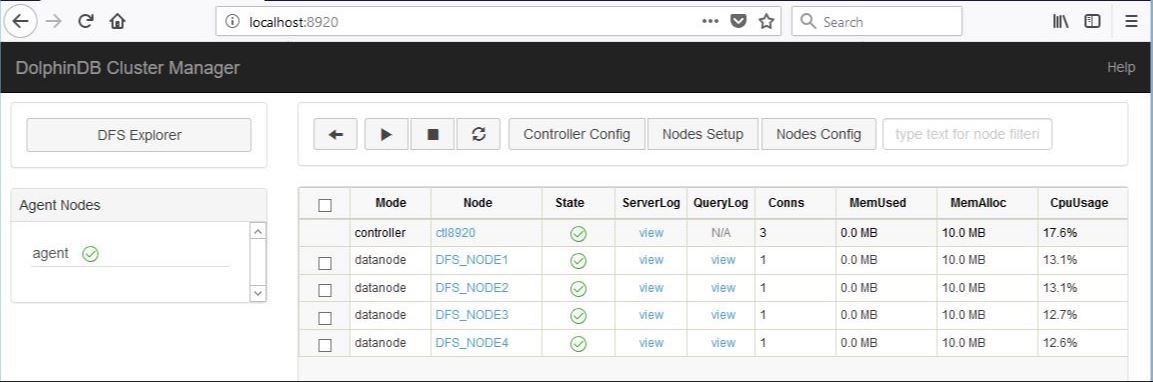 localhost:8920
Search
DolphinDB Cluster Manager
Help
DFS Explorer
Controller Config Nodes Setup Nodes Config type text for node filteri
Agent Nodes
agent
Mode Node State ServerLog QueryLog Conns MemUsed MemAlloc CpuUsage
controller ctl8920 view N/A 3 0.0 MB 10.0 MB 17.6%
datanode DFS_NODE1 view view 1 0.0 MB 10.0 MB 13.1%
datanode DFS_NODE2 view view 1 0.0 MB 10.0 MB 13.1%
datanode DFS_NODE3 view view 1 0.0 MB 10.0 MB 12.7%
datanode DFS_NODE4 view view 1 0.0 MB 10.0 MB 12.6%